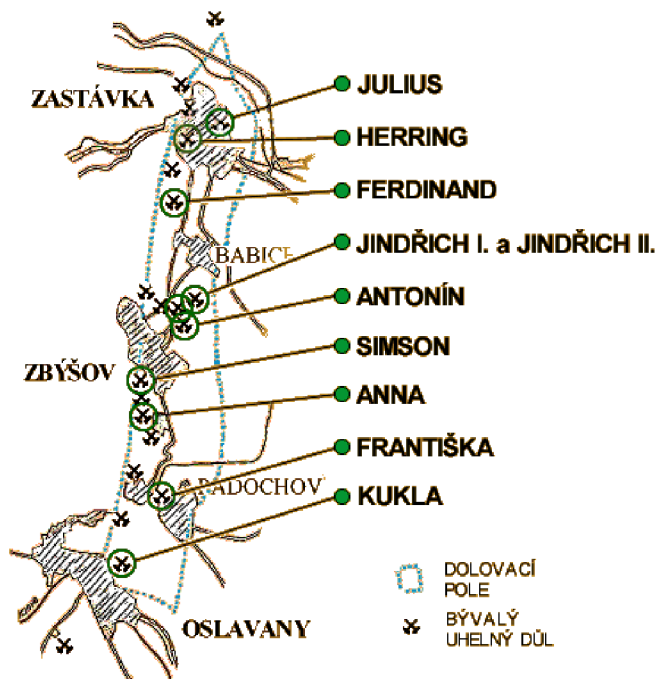 ZASTÁVKA
JULIUS
HERRING
FERDINAND
BABICE
JINDŘICH I. a JINDŘICH II.
ANTONÍN
SIMSON
ZBÝŠOV
ANNA
FRANTIŠKA
PADOCHOV
KUKLA
OSLAVANY
DOLOVACÍ
POLE
BÝVALÝ
UHELNÝ DŮL